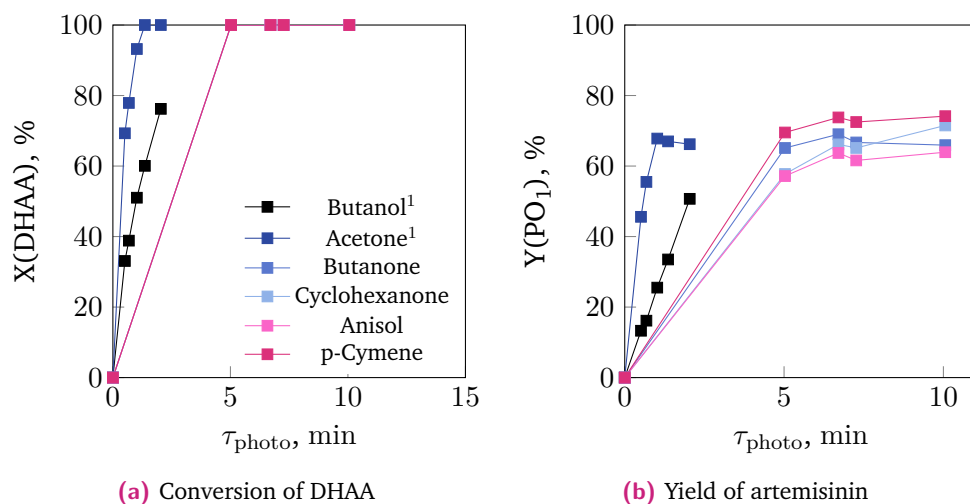 100
80
60
40
20
0
X(DHAA), %
Butanol¹
Acetone¹
Butanone
Cyclohexanone
Anisol
p-Cymene
0 5 10 15
τphoto, min
(a) Conversion of DHAA
100
80
60
40
20
0
Y(PO₁), %
0 5 10
τphoto, min
(b) Yield of artemisinin